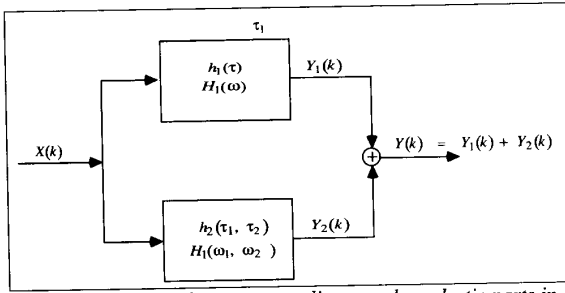 τ₁
h₁(τ)
H₁(ω)
Y₁(k)
X(k)
Y(k) = Y₁(k) + Y₂(k)
h₂(τ₁, τ₂)
H₁(ω₁, ω₂ )
Y₂(k)